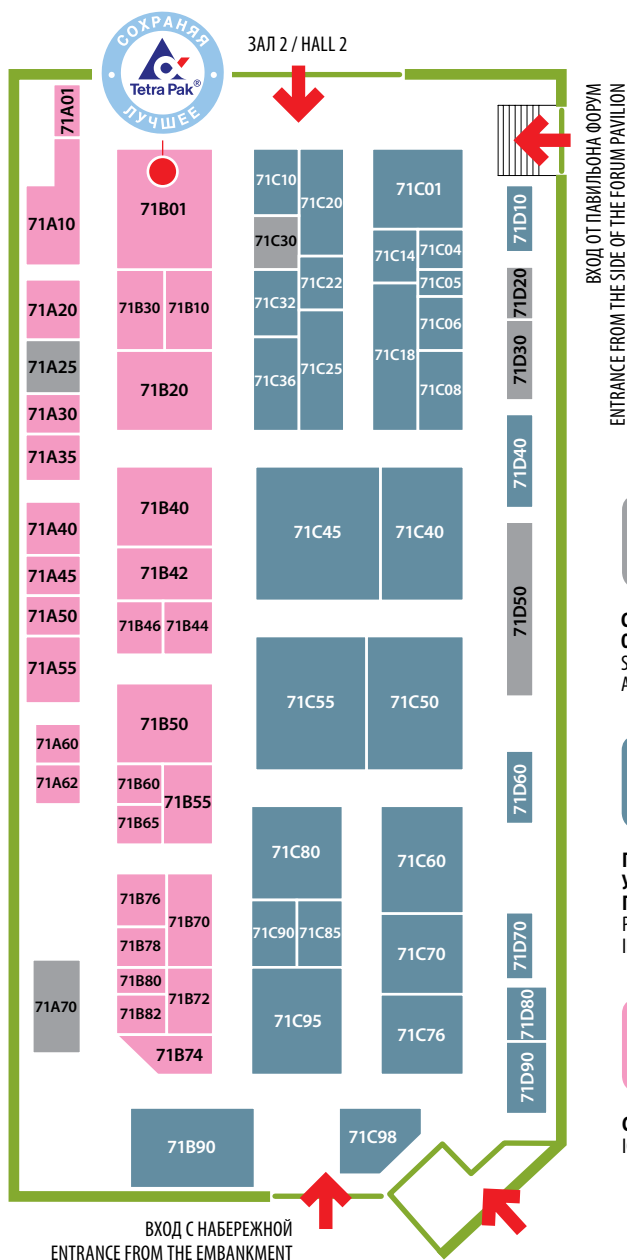 СОХРАНЯЯ
Tetra Pak®
ЛУЧШЕЕ
ЗАЛ 2 / HALL 2
ВХОД ОТ ПАВИЛЬОНА ФОРУМ
ENTRANCE FROM THE SIDE OF THE FORUM PAVILION
71A01
71A10
71A20
71A25
71A30
71A35
71A40
71A45
71A50
71A55
71A60
71A62
71A70
71B01
71B30
71B10
71B20
71B40
71B42
71B46
71B44
71B50
71B60
71B55
71B65
71B76
71B70
71B78
71B80
71B72
71B82
71B74
71B90
71C10
71C20
71C30
71C22
71C32
71C25
71C36
71C01
71C14
71C04
71C05
71C06
71C18
71C08
71C45
71C40
71C55
71C50
71C80
71C60
71C90
71C85
71C70
71C95
71C76
71C98
71D10
71D20
71D30
71D40
71D50
71D60
71D70
71D80
71D90
ВХОД С НАБЕРЕЖНОЙ
ENTRANCE FROM THE EMBANKMENT